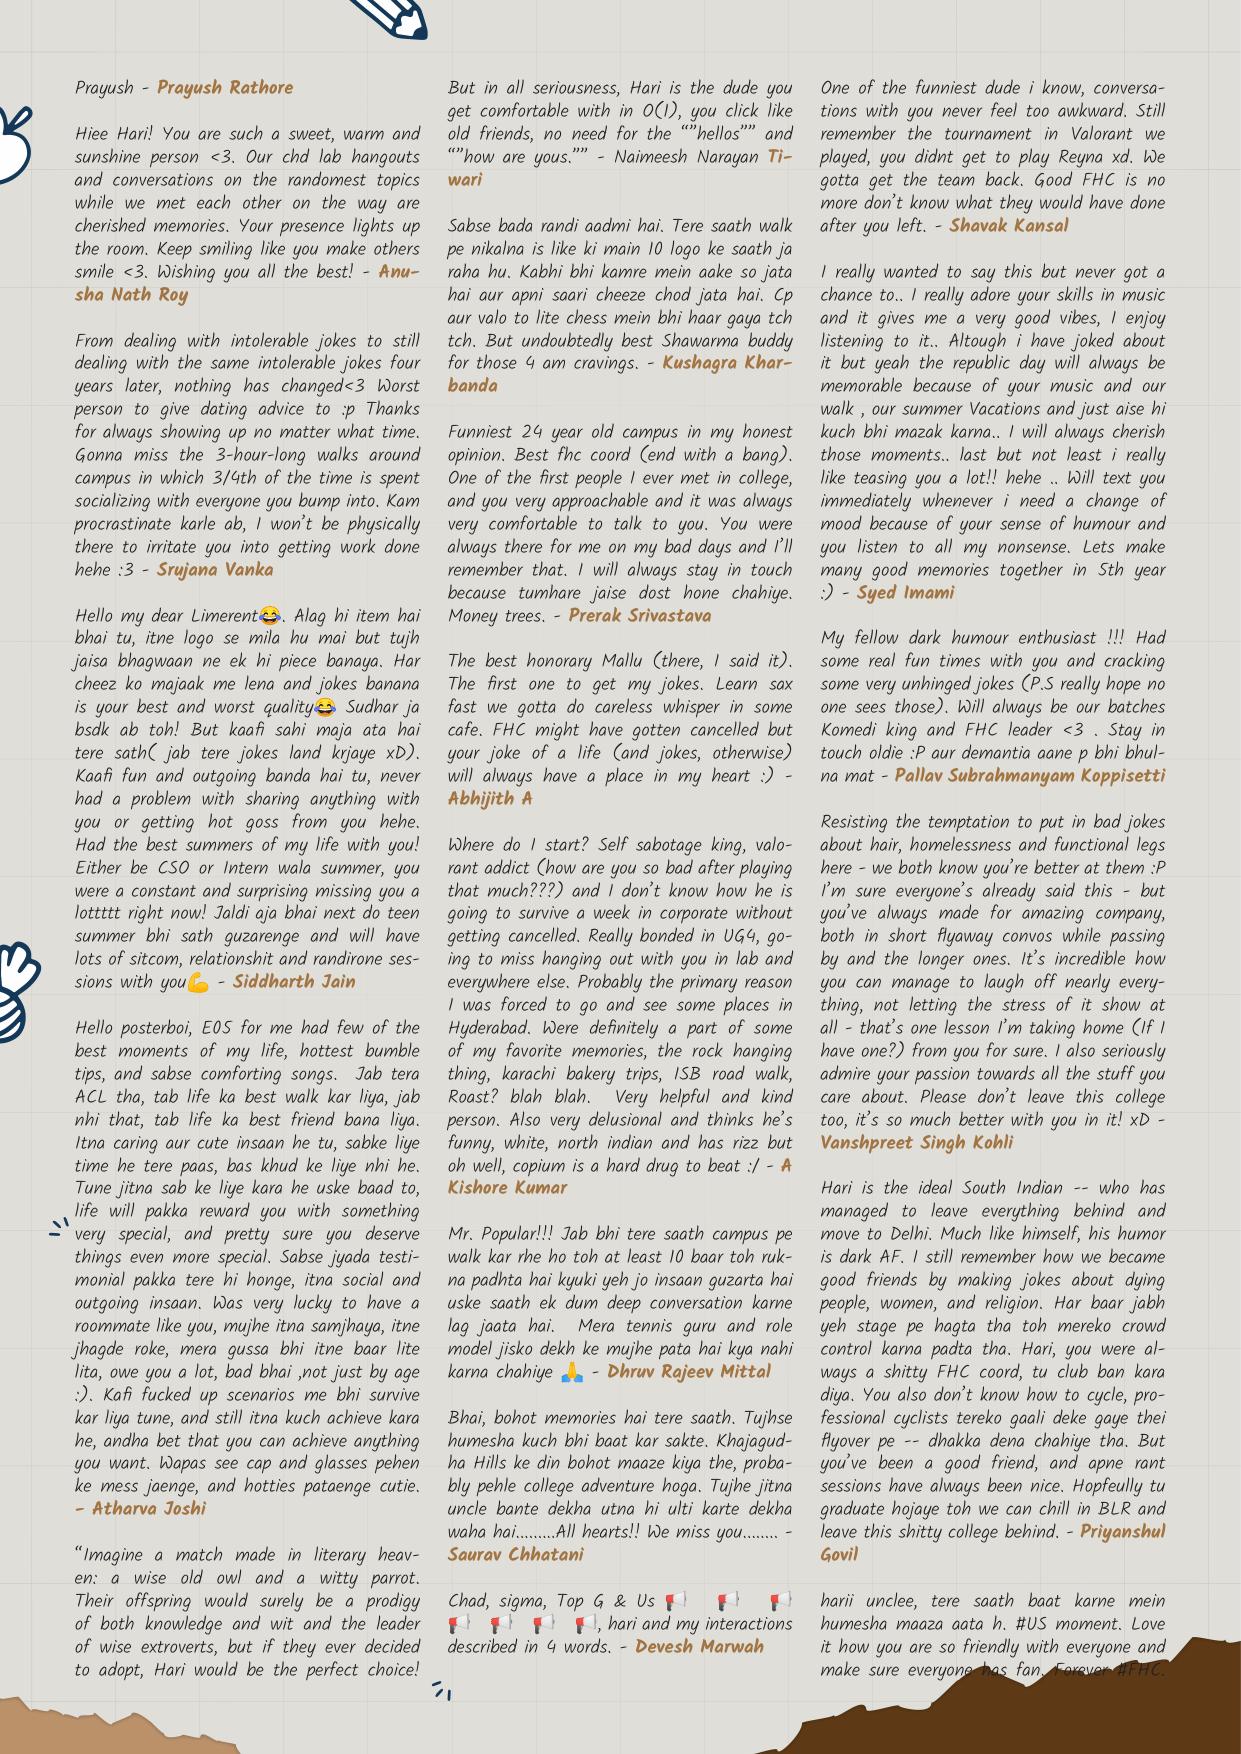 Prayush - Prayush Rathore
Hiee Hari! You are such a sweet, warm and
sunshine person <3. Our chd lab hangouts
and conversations on the randomest topics
while we met each other on the way are
cherished memories. Your presence lights up
the room. Keep smiling like you make others
smile <3. Wishing you all the best! - Anu-
sha Nath Roy
From dealing with intolerable jokes to still
dealing with the same intolerable jokes four
years later, nothing has changed<3 Worst
person to give dating advice to :p Thanks
for always showing up no matter what time.
Gonna miss the 3-hour-long walks around
campus in which 3/4th of the time is spent
socializing with everyone you bump into. Kam
procrastinate karle ab, I won't be physically
there to irritate you into getting work done
hehe :3 - Srujana Vanka
Hello my dear Limerent😂. Alag hi item hai
bhai tu, itne logo se mila hu mai but tujh
jaisa bhagwaan ne ek hi piece banaya. Har
cheez ko majaak me lena and jokes banana
is your best and worst quality😂 Sudhar ja
bsdk ab toh! But kaafi sahi maja ata hai
tere sath( jab tere jokes land krjaye xD).
Kaafi fun and outgoing banda hai tu, never
had a problem with sharing anything with
you or getting hot goss from you hehe.
Had the best summers of my life with you!
Either be CSO or Intern wala summer, you
were a constant and surprising missing you a
lottttt right now! Jaldi aja bhai next do teen
summer bhi sath guzarenge and will have
lots of sitcom, relationshit and randirone ses-
sions with you💪 - Siddharth Jain
Hello posterboi, E05 for me had few of the
best moments of my life, hottest bumble
tips, and sabse comforting songs. Jab tera
ACL tha, tab life ka best walk kar liya, jab
nhi that, tab life ka best friend bana liya.
Itna caring aur cute insaan he tu, sabke liye
time he tere paas, bas khud ke liye nhi he.
Tune jitna sab ke liye kara he uske baad to,
life will pakka reward you with something
very special, and pretty sure you deserve
things even more special. Sabse jyada testi-
monial pakka tere hi honge, itna social and
outgoing insaan. Was very lucky to have a
roommate like you, mujhe itna samjhaya, itne
jhagde roke, mera gussa bhi itne baar lite
lita, owe you a lot, bad bhai ,not just by age
:). Kafi fucked up scenarios me bhi survive
kar liya tune, and still itna kuch achieve kara
he, andha bet that you can achieve anything
you want. Wapas see cap and glasses pehen
ke mess jaenge, and hotties pataenge cutie.
- Atharva Joshi
“Imagine a match made in literary heav-
en: a wise old owl and a witty parrot.
Their offspring would surely be a prodigy
of both knowledge and wit and the leader
of wise extroverts, but if they ever decided
to adopt, Hari would be the perfect choice!
But in all seriousness, Hari is the dude you
get comfortable with in O(1), you click like
old friends, no need for the “”hellos”” and
“”how are yous.”” - Naimeesh Narayan Ti-
wari
Sabse bada randi aadmi hai. Tere saath walk
pe nikalna is like ki main 10 logo ke saath ja
raha hu. Kabhi bhi kamre mein aake so jata
hai aur apni saari cheeze chod jata hai. Cp
aur valo to lite chess mein bhi haar gaya tch
tch. But undoubtedly best Shawarma buddy
for those 4 am cravings. - Kushagra Khar-
banda
Funniest 24 year old campus in my honest
opinion. Best fhc coord (end with a bang).
One of the first people I ever met in college,
and you very approachable and it was always
very comfortable to talk to you. You were
always there for me on my bad days and I'll
remember that. I will always stay in touch
because tumhare jaise dost hone chahiye.
Money trees. - Prerak Srivastava
The best honorary Mallu (there, I said it).
The first one to get my jokes. Learn sax
fast we gotta do careless whisper in some
cafe. FHC might have gotten cancelled but
your joke of a life (and jokes, otherwise)
will always have a place in my heart :) -
Abhijith A
Where do I start? Self sabotage king, valo-
rant addict (how are you so bad after playing
that much???) and I don't know how he is
going to survive a week in corporate without
getting cancelled. Really bonded in UG4, go-
ing to miss hanging out with you in lab and
everywhere else. Probably the primary reason
I was forced to go and see some places in
Hyderabad. Were definitely a part of some
of my favorite memories, the rock hanging
thing, karachi bakery trips, ISB road walk,
Roast? blah blah. Very helpful and kind
person. Also very delusional and thinks he's
funny, white, north indian and has rizz but
oh well, copium is a hard drug to beat :/ - A
Kishore Kumar
Mr. Popular!!! Jab bhi tere saath campus pe
walk kar rhe ho toh at least 10 baar toh ruk-
na padhta hai kyuki yeh jo insaan guzarta hai
uske saath ek dum deep conversation karne
lag jaata hai. Mera tennis guru and role
model jisko dekh ke mujhe pata hai kya nahi
karna chahiye 🙏 - Dhruv Rajeev Mittal
Bhai, bohot memories hai tere saath. Tujhse
humesha kuch bhi baat kar sakte. Khajagud-
ha Hills ke din bohot maaze kiya the, proba-
bly pehle college adventure hoga. Tujhe jitna
uncle bante dekha utna hi ulti karte dekha
waha hai.........All hearts!! We miss you........ -
Saurav Chhatani
Chad, sigma, Top G & Us 📢 📢 📢
📢 📢 📢 📢, hari and my interactions
described in 4 words. - Devesh Marwah
One of the funniest dude i know, conversa-
tions with you never feel too awkward. Still
remember the tournament in Valorant we
played, you didnt get to play Reyna xd. We
gotta get the team back. Good FHC is no
more don't know what they would have done
after you left. - Shavak Kansal
I really wanted to say this but never got a
chance to.. I really adore your skills in music
and it gives me a very good vibes, I enjoy
listening to it.. Altough i have joked about
it but yeah the republic day will always be
memorable because of your music and our
walk , our summer Vacations and just aise hi
kuch bhi mazak karna.. I will always cherish
those moments.. last but not least i really
like teasing you a lot!! hehe .. Will text you
immediately whenever i need a change of
mood because of your sense of humour and
you listen to all my nonsense. Lets make
many good memories together in 5th year
:) - Syed Imami
My fellow dark humour enthusiast !!! Had
some real fun times with you and cracking
some very unhinged jokes (P.S really hope no
one sees those). Will always be our batches
Komedi king and FHC leader <3 . Stay in
touch oldie :P aur demantia aane p bhi bhul-
na mat - Pallav Subrahmanyam Koppisetti
Resisting the temptation to put in bad jokes
about hair, homelessness and functional legs
here - we both know you're better at them :P
I'm sure everyone's already said this - but
you've always made for amazing company,
both in short flyaway convos while passing
by and the longer ones. It's incredible how
you can manage to laugh off nearly every-
thing, not letting the stress of it show at
all - that's one lesson I'm taking home (If I
have one?) from you for sure. I also seriously
admire your passion towards all the stuff you
care about. Please don't leave this college
too, it's so much better with you in it! xD -
Vanshpreet Singh Kohli
Hari is the ideal South Indian -- who has
managed to leave everything behind and
move to Delhi. Much like himself, his humor
is dark AF. I still remember how we became
good friends by making jokes about dying
people, women, and religion. Har baar jabh
yeh stage pe hagta tha toh mereko crowd
control karna padta tha. Hari, you were al-
ways a shitty FHC coord, tu club ban kara
diya. You also don't know how to cycle, pro-
fessional cyclists tereko gaali deke gaye thei
flyover pe -- dhakka dena chahiye tha. But
you've been a good friend, and apne rant
sessions have always been nice. Hopfeully tu
graduate hojaye toh we can chill in BLR and
leave this shitty college behind. - Priyanshul
Govil
harii unclee, tere saath baat karne mein
humesha maaza aata h. #US moment. Love
it how you are so friendly with everyone and
make sure everyone has fan. Forever #FHC.